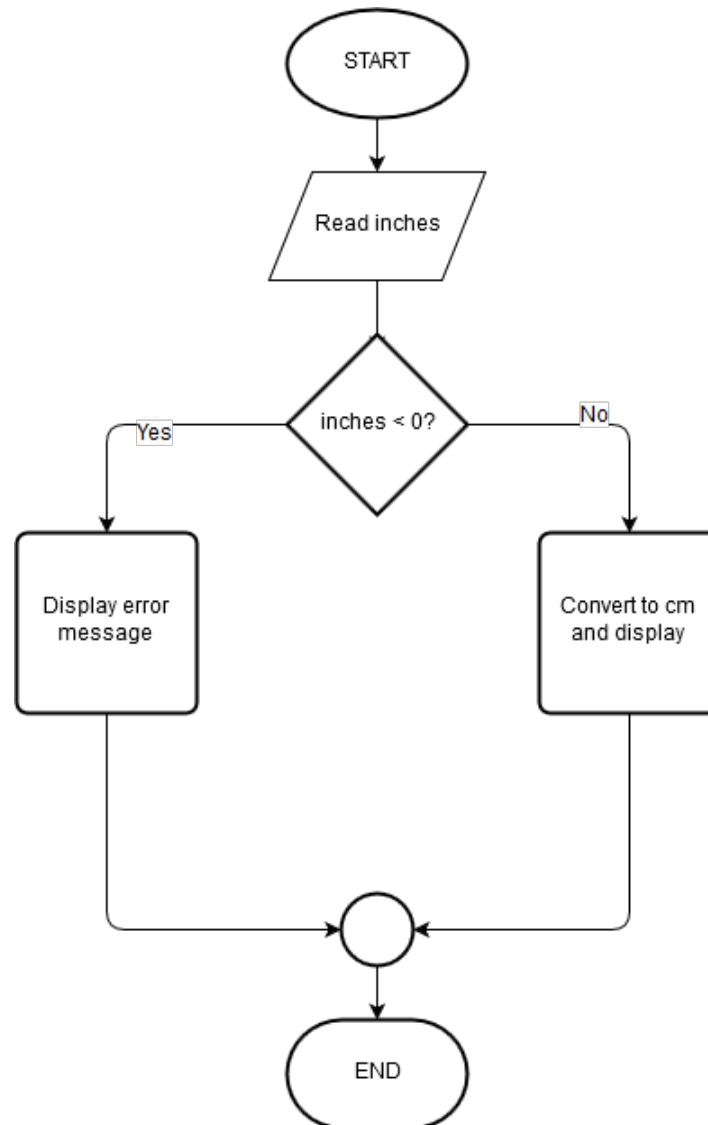 START
Read inches
inches < 0?
Yes
No
Display error
message
Convert to cm
and display
END